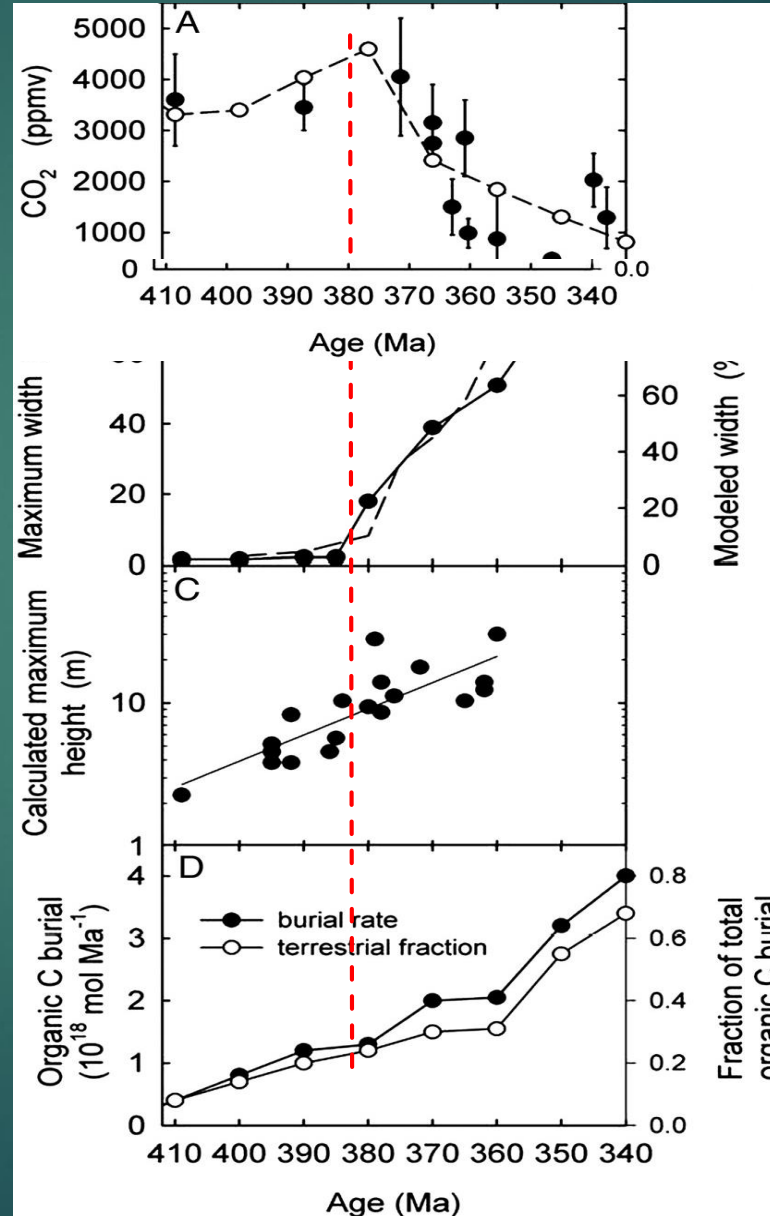 A
5000
4000
3000
2000
1000
0
CO2 (ppmv)
0.0
410 400 390 380 370 360 350 340
Age (Ma)
40
20
0
Maximum width
60
40
20
0
Modeled width (%
C
10
1
Calculated maximum
height (m)
D
4
3
2
1
0
Organic C burial
(10¹⁸ mol Ma⁻¹)
burial rate
terrestrial fraction
0.8
0.6
0.4
0.2
0.0
Fraction of total
organic C burial
410 400 390 380 370 360 350 340
Age (Ma)